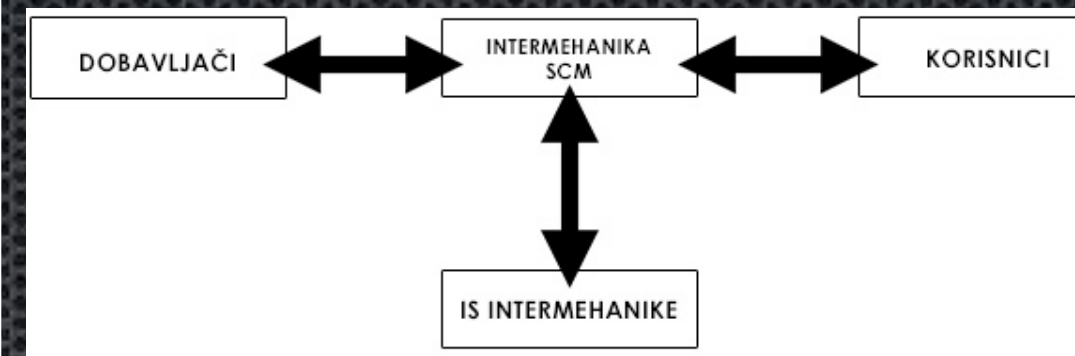 DOBAVLJAČI
INTERMEHANIKA
SCM
KORISNICI
IS INTERMEHANIKE